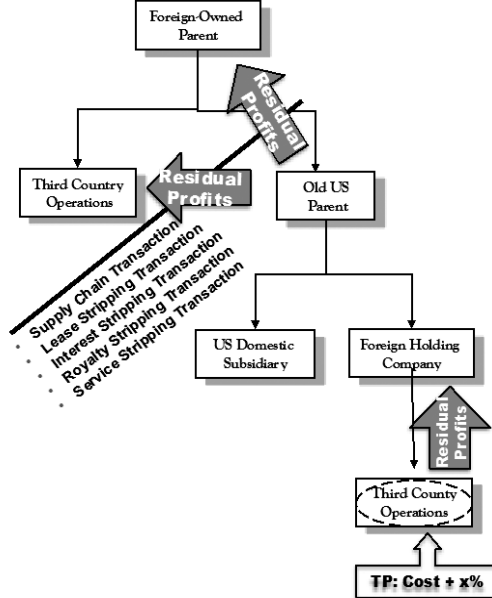 Foreign-Owned
Parent
Residual
Profits
Third Country
Operations
Residual
Profits
Old US
Parent
• Supply Chain Transaction
• Lease Stripping Transaction
• Interest Stripping Transaction
• Royalty Stripping Transaction
• Service Stripping Transaction
US Domestic
Subsidiary
Foreign Holding
Company
Residual
Profits
Third County
Operations
TP: Cost + x%